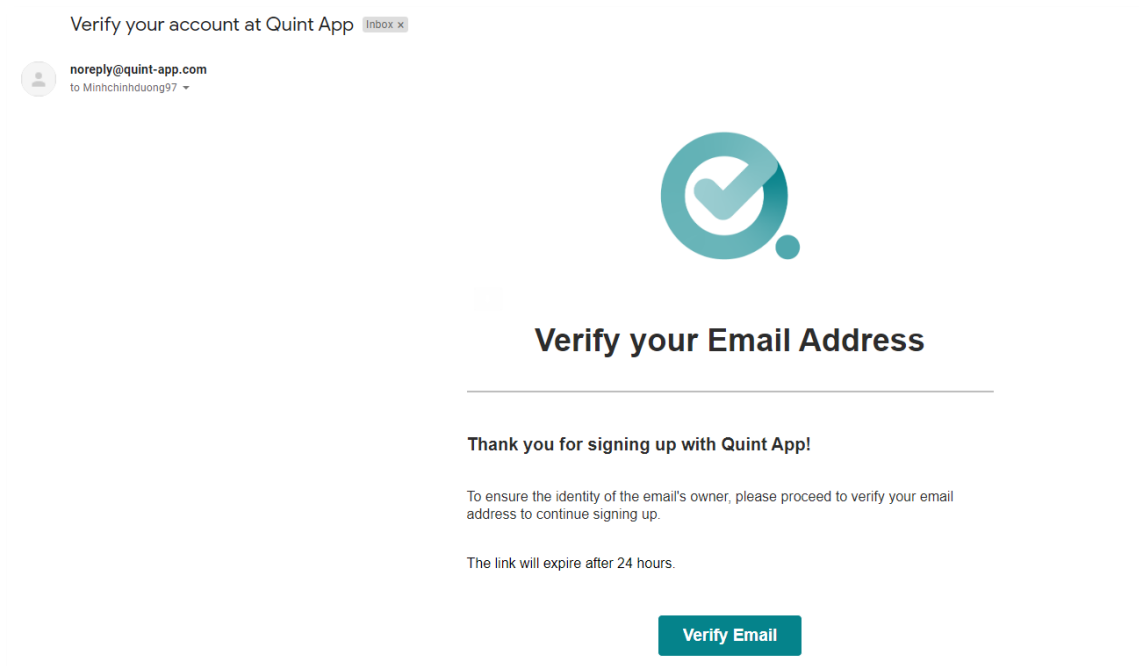 Verify your account at Quint App Inbox x
noreply@quint-app.com
to Minhchinhduong97
Verify your Email Address
Thank you for signing up with Quint App!
To ensure the identity of the email's owner, please proceed to verify your email
address to continue signing up.
The link will expire after 24 hours.
Verify Email